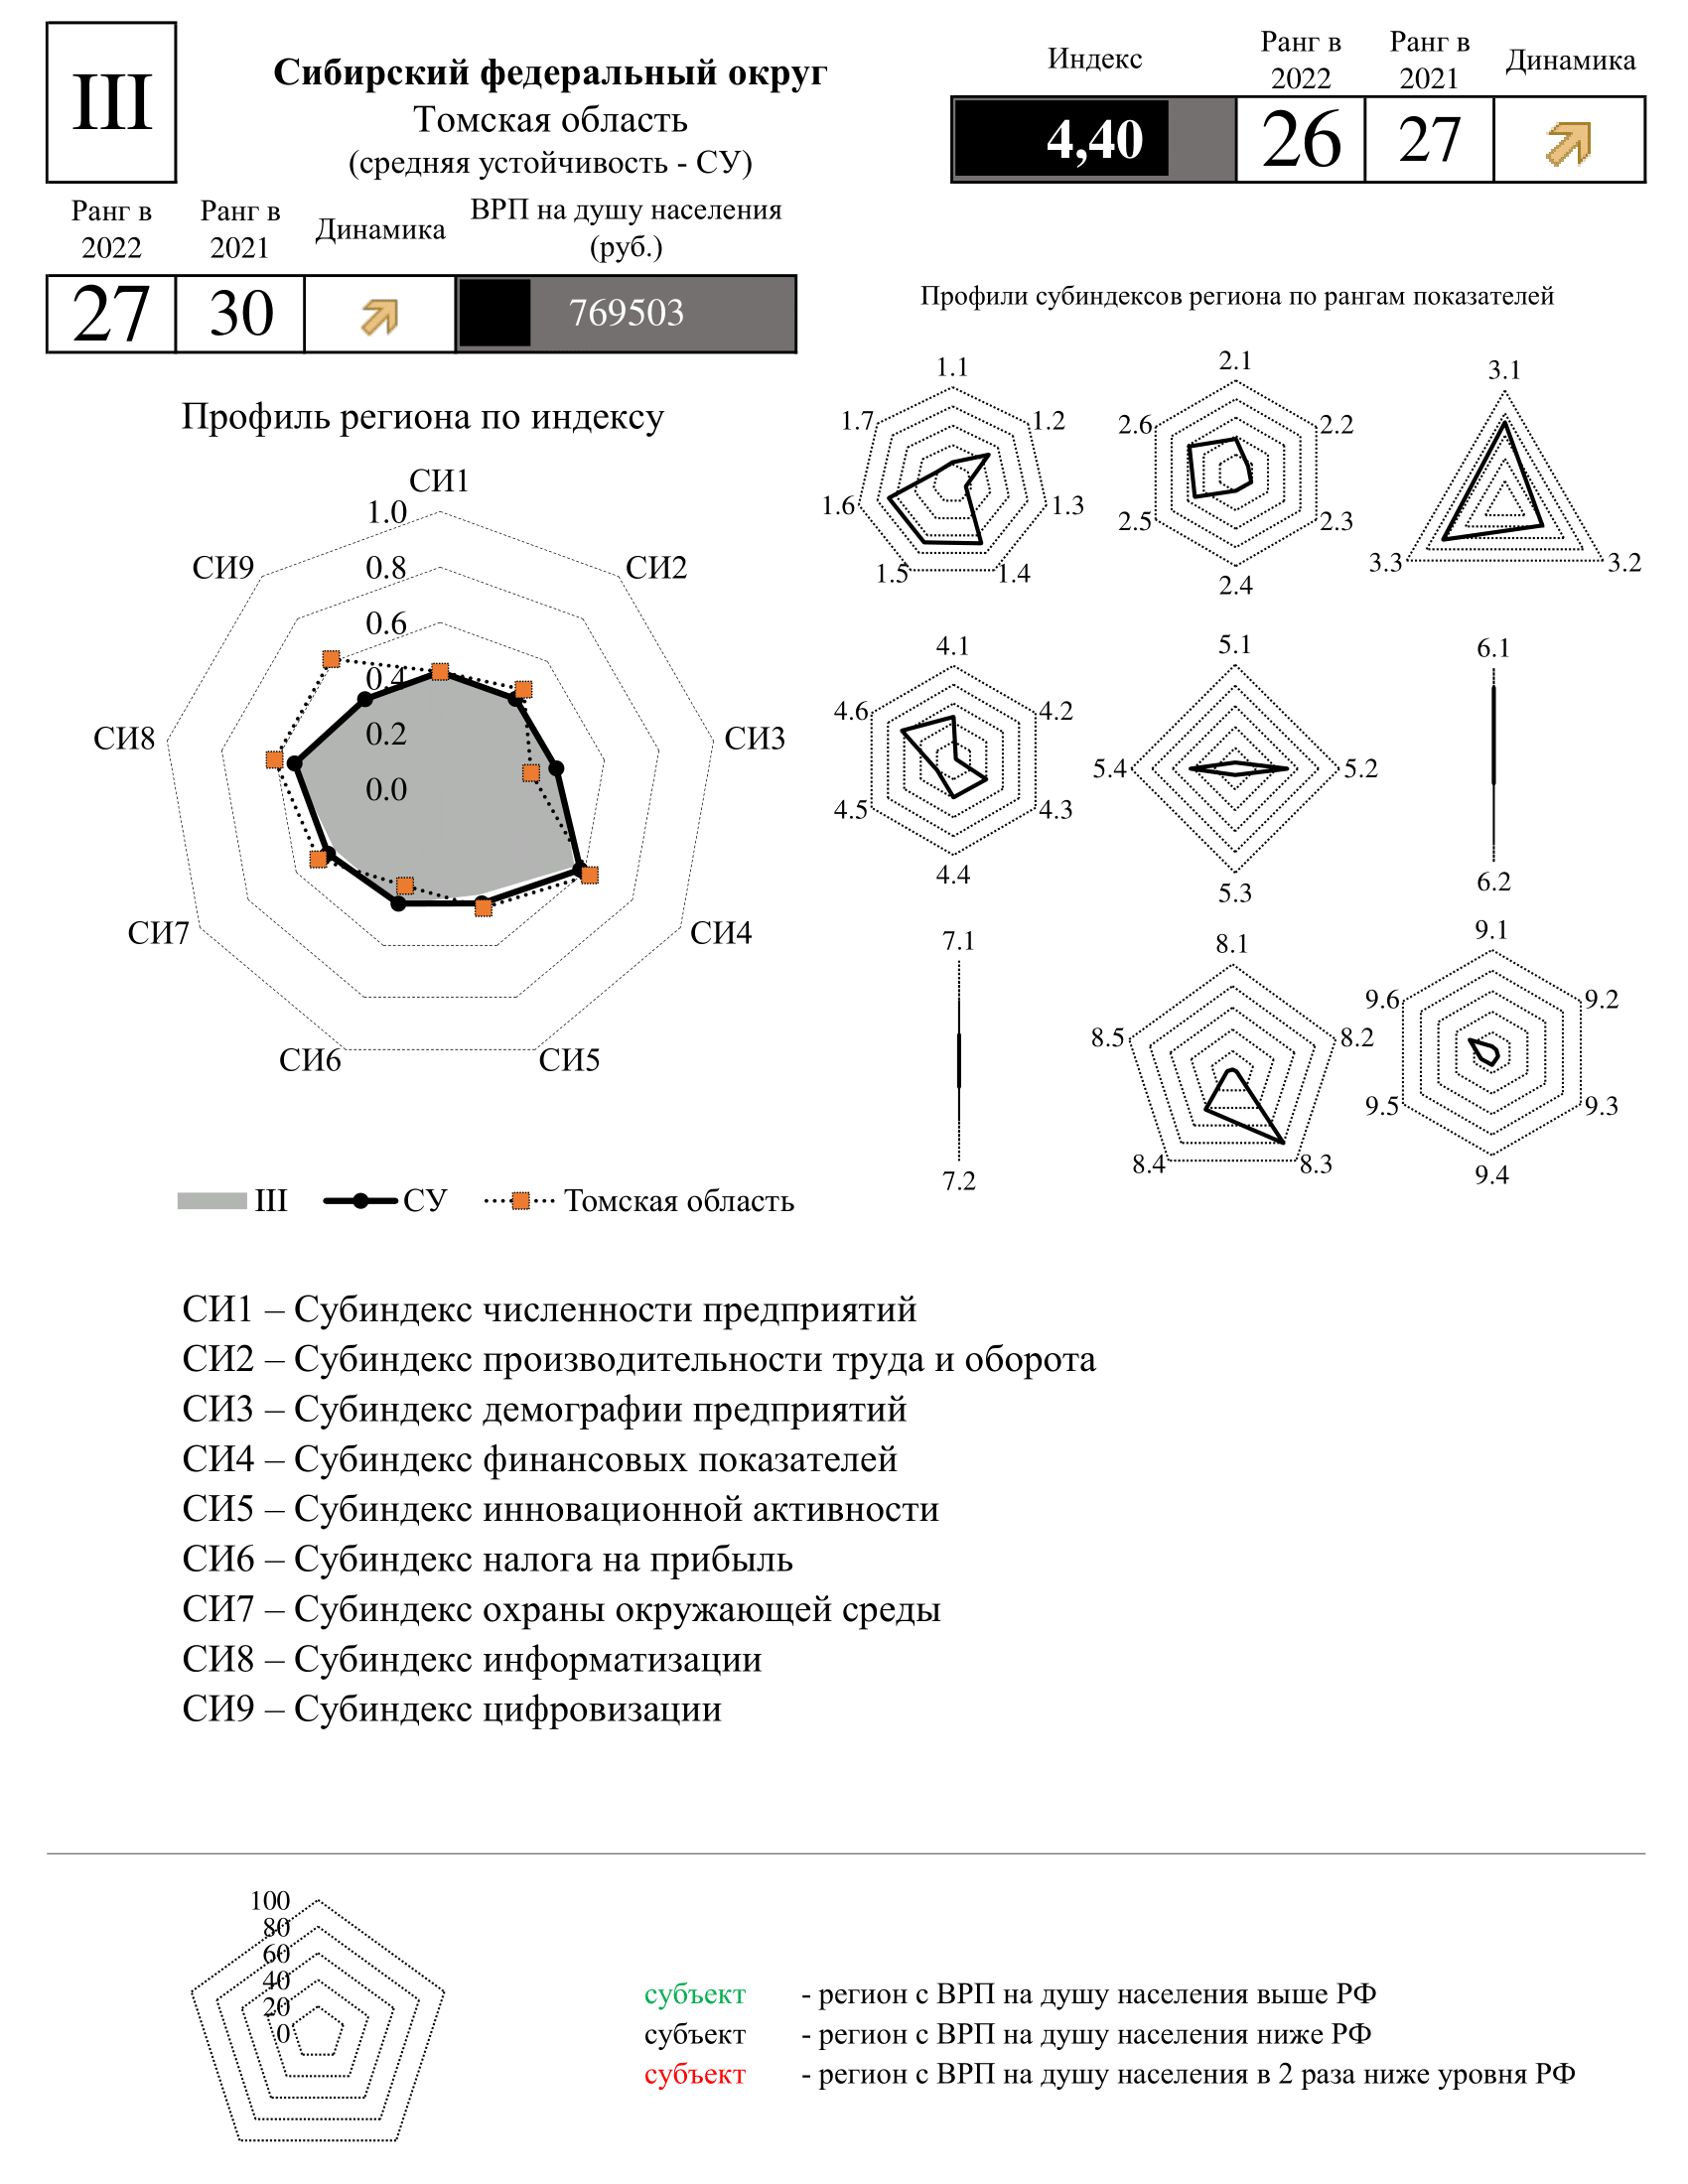 III
Сибирский федеральный округ
Томская область
(средняя устойчивость - СУ)
Индекс
Ранг в
2022
Ранг в
2021
Динамика
4,40
26
27
Ранг в
2022
Ранг в
2021
Динамика
ВРП на душу населения
(руб.)
27
30
769503
Профиль региона по индексу
СИ1
СИ2
СИ3
СИ4
СИ5
СИ6
СИ7
СИ8
СИ9
1.0
0.8
0.6
0.4
0.2
0.0
III
СУ
Томская область
Профили субиндексов региона по рангам показателей
1.1
1.2
1.3
1.4
1.5
1.6
1.7
2.1
2.2
2.3
2.4
2.5
2.6
3.1
3.2
3.3
4.1
4.2
4.3
4.4
4.5
4.6
5.1
5.2
5.3
5.4
6.1
6.2
7.1
7.2
8.1
8.2
8.3
8.4
8.5
9.1
9.2
9.3
9.4
9.5
9.6
СИ1 – Субиндекс численности предприятий
СИ2 – Субиндекс производительности труда и оборота
СИ3 – Субиндекс демографии предприятий
СИ4 – Субиндекс финансовых показателей
СИ5 – Субиндекс инновационной активности
СИ6 – Субиндекс налога на прибыль
СИ7 – Субиндекс охраны окружающей среды
СИ8 – Субиндекс информатизации
СИ9 – Субиндекс цифровизации
100
80
60
40
20
0
субъект - регион с ВРП на душу населения выше РФ
субъект - регион с ВРП на душу населения ниже РФ
субъект - регион с ВРП на душу населения в 2 раза ниже уровня РФ